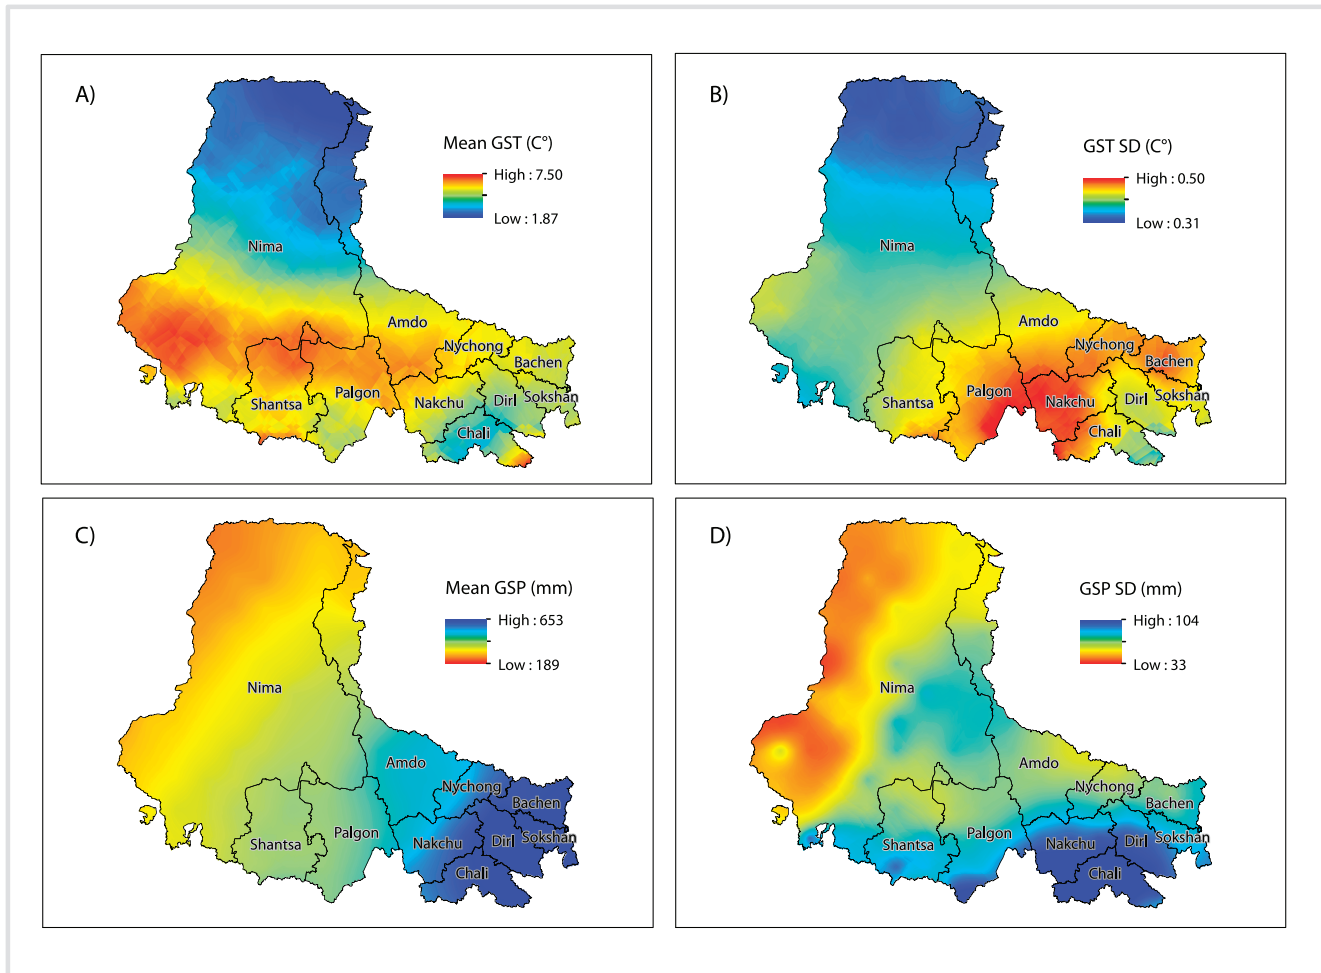 A)
Mean GST (C°)
High : 7.50
Low : 1.87
Nima
Amdo
Nychong
Bachen
Palgon
Shantsa
Nakchu
Dirl
Sokshan
Chali
B)
GST SD (C°)
High : 0.50
Low : 0.31
Nima
Amdo
Nychong
Bachen
Palgon
Shantsa
Nakchu
Dirl
Sokshan
Chali
C)
Mean GSP (mm)
High : 653
Low : 189
Nima
Amdo
Nychong
Bachen
Palgon
Shantsa
Nakchu
Dirl
Sokshan
Chali
D)
GSP SD (mm)
High : 104
Low : 33
Nima
Amdo
Nychong
Bachen
Palgon
Shantsa
Nakchu
Dirl
Sokshan
Chali